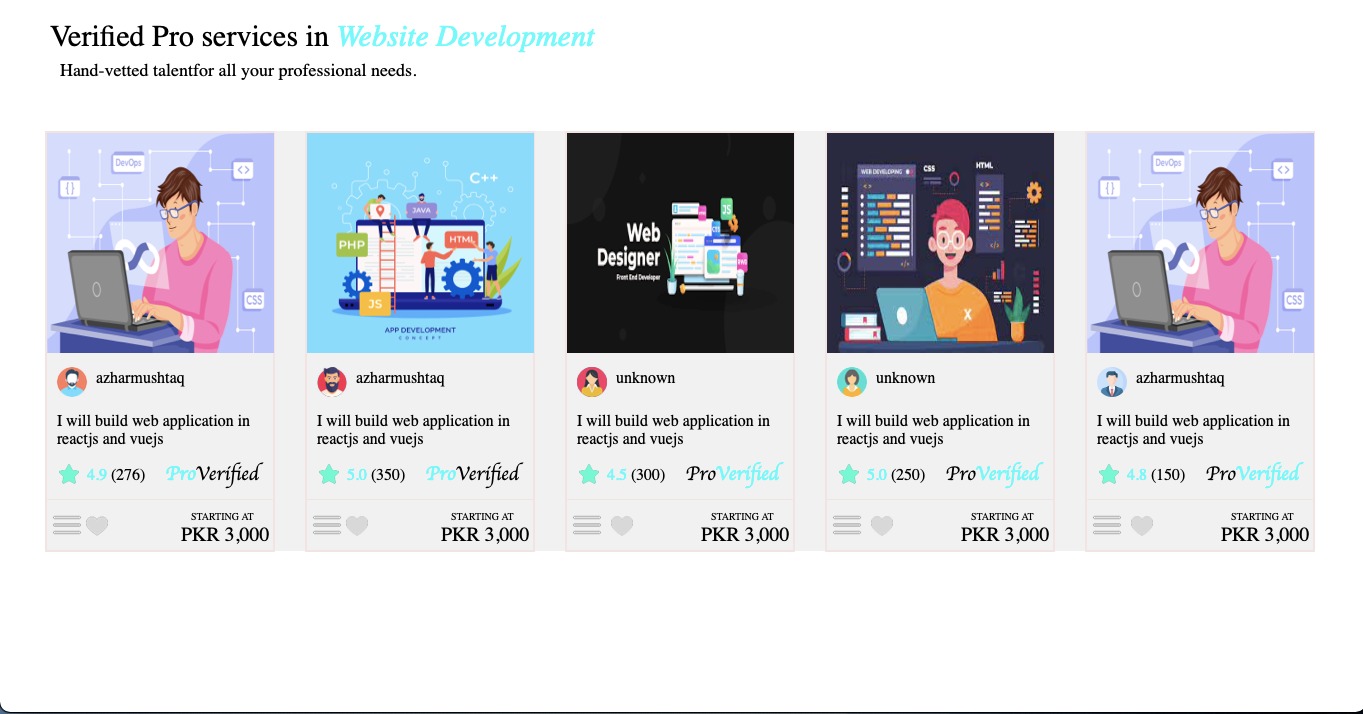 Verified Pro services in Website Development
Hand-vetted talentfor all your professional needs.
DevOps
{ }
<>
CSS
azharmushtaq
I will build web application in
reactjs and vuejs
4.9 (276) ProVerified
STARTING AT
PKR 3,000
C++
JAVA
PHP
HTML
JS
APP DEVELOPMENT
CONCEPT
azharmushtaq
I will build web application in
reactjs and vuejs
5.0 (350) ProVerified
STARTING AT
PKR 3,000
JS
CSS
Web
Designer
Front End Developer
unknown
I will build web application in
reactjs and vuejs
4.5 (300) ProVerified
STARTING AT
PKR 3,000
WEB DEVELOPING
CSS
HTML
<>
<>
</>
</>
X
unknown
I will build web application in
reactjs and vuejs
5.0 (250) ProVerified
STARTING AT
PKR 3,000
DevOps
{ }
<>
CSS
azharmushtaq
I will build web application in
reactjs and vuejs
4.8 (150) ProVerified
STARTING AT
PKR 3,000